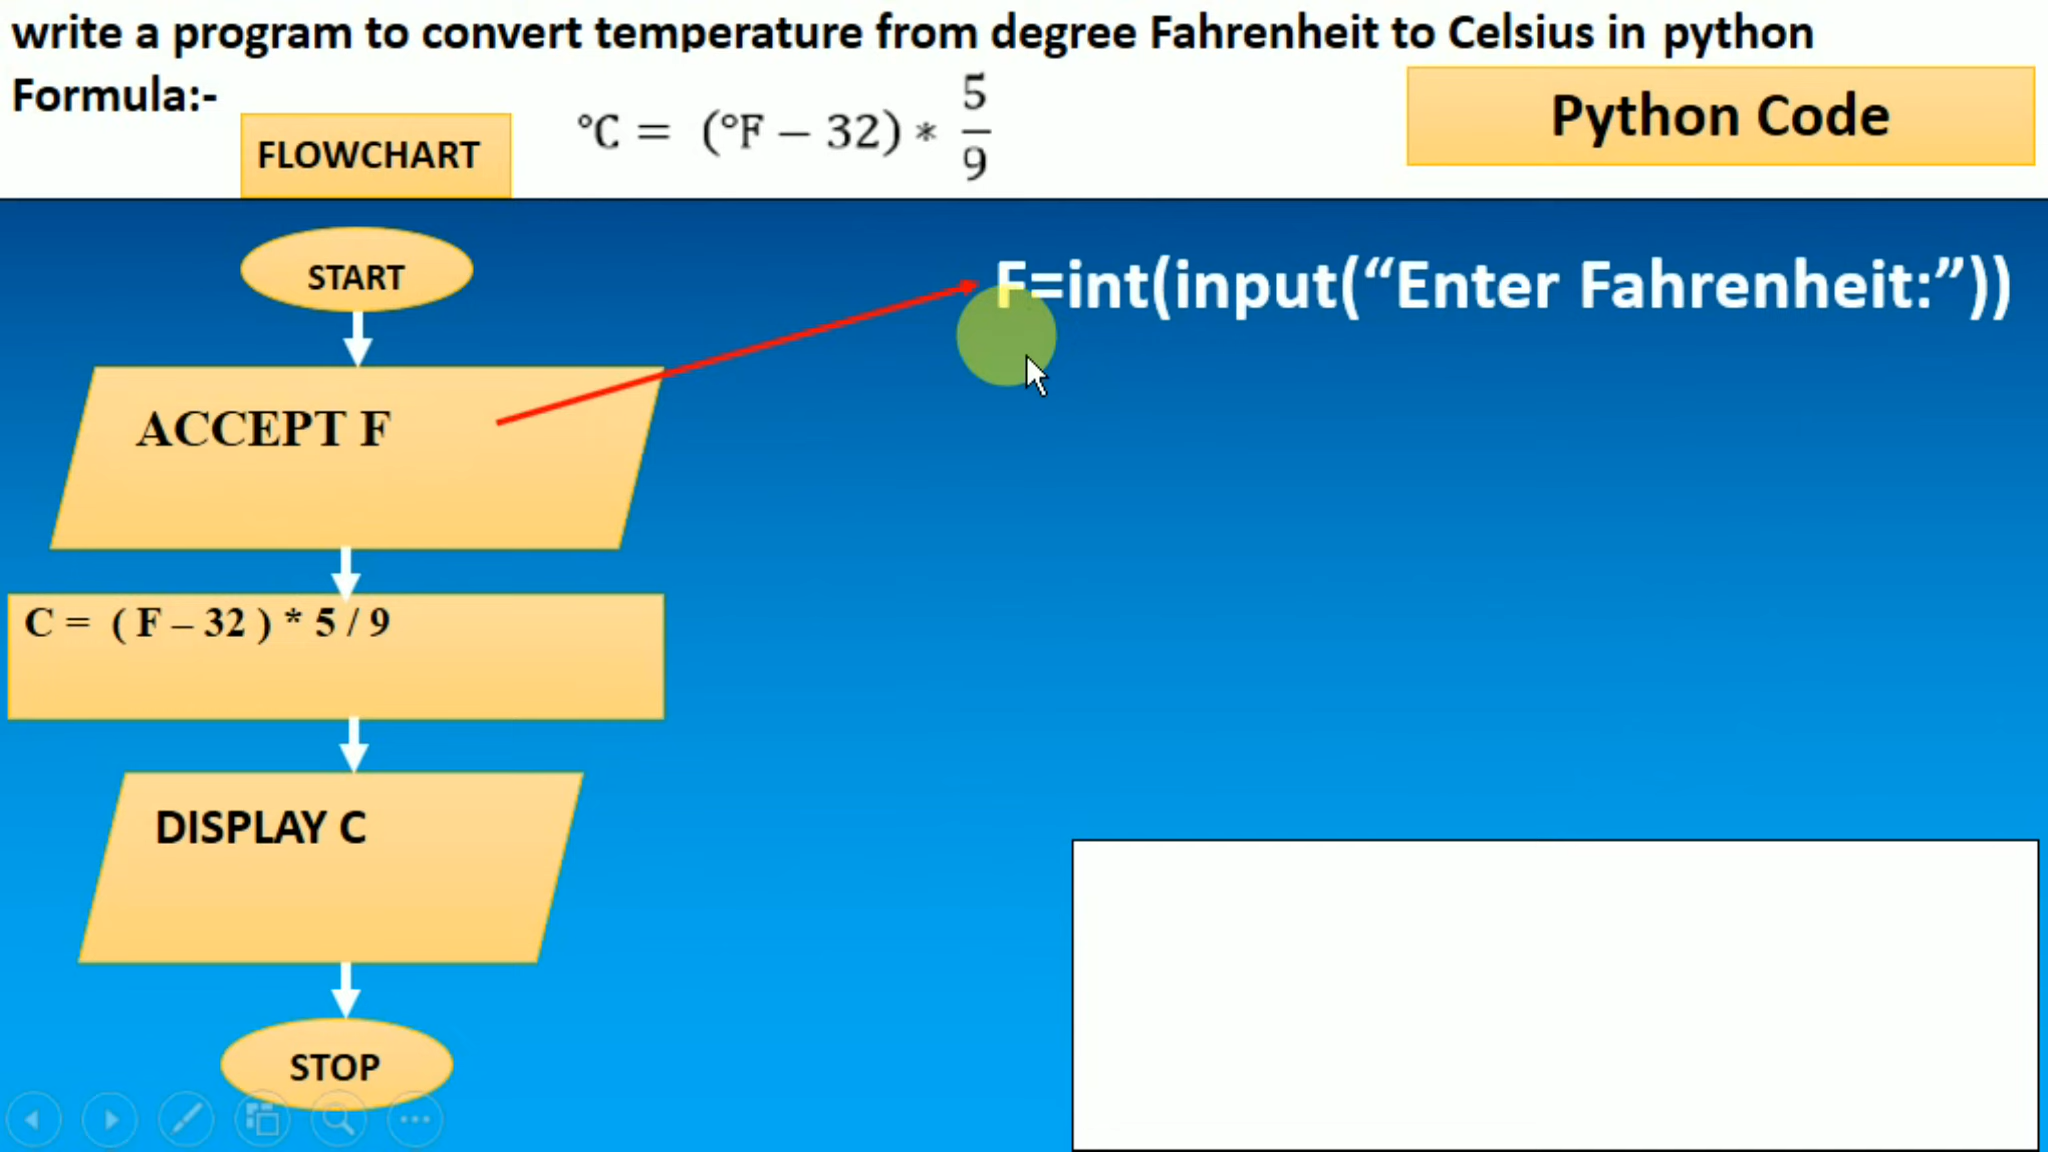 write a program to convert temperature from degree Fahrenheit to Celsius in python
Formula:-
°C = (°F − 32) * 5/9
Python Code
FLOWCHART
START
F=int(input(“Enter Fahrenheit:”))
ACCEPT F
C = ( F – 32 ) * 5 / 9
DISPLAY C
STOP